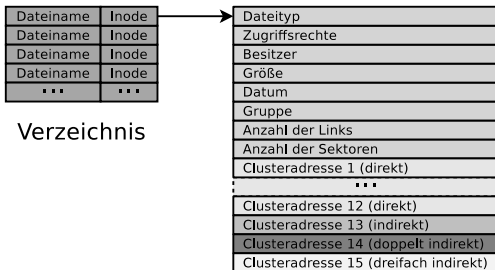 Dateiname Inode
Dateiname Inode
Dateiname Inode
Dateiname Inode
... ...
Verzeichnis
Dateityp
Zugriffsrechte
Besitzer
Größe
Datum
Gruppe
Anzahl der Links
Anzahl der Sektoren
Clusteradresse 1 (direkt)
...
Clusteradresse 12 (direkt)
Clusteradresse 13 (indirekt)
Clusteradresse 14 (doppelt indirekt)
Clusteradresse 15 (dreifach indirekt)